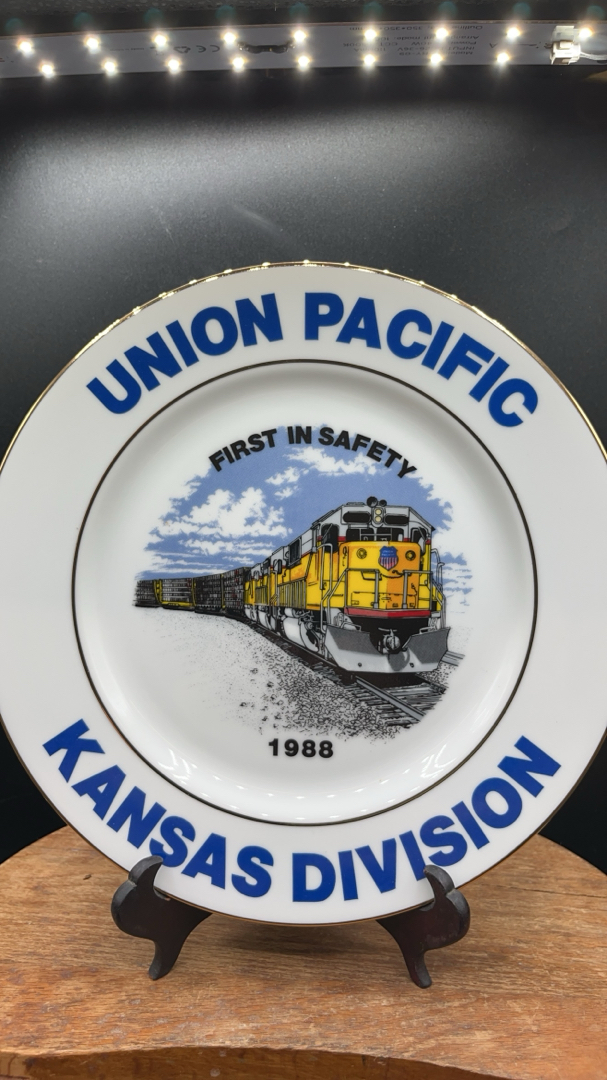 UNION PACIFIC
FIRST IN SAFETY
1988
KANSAS DIVISION